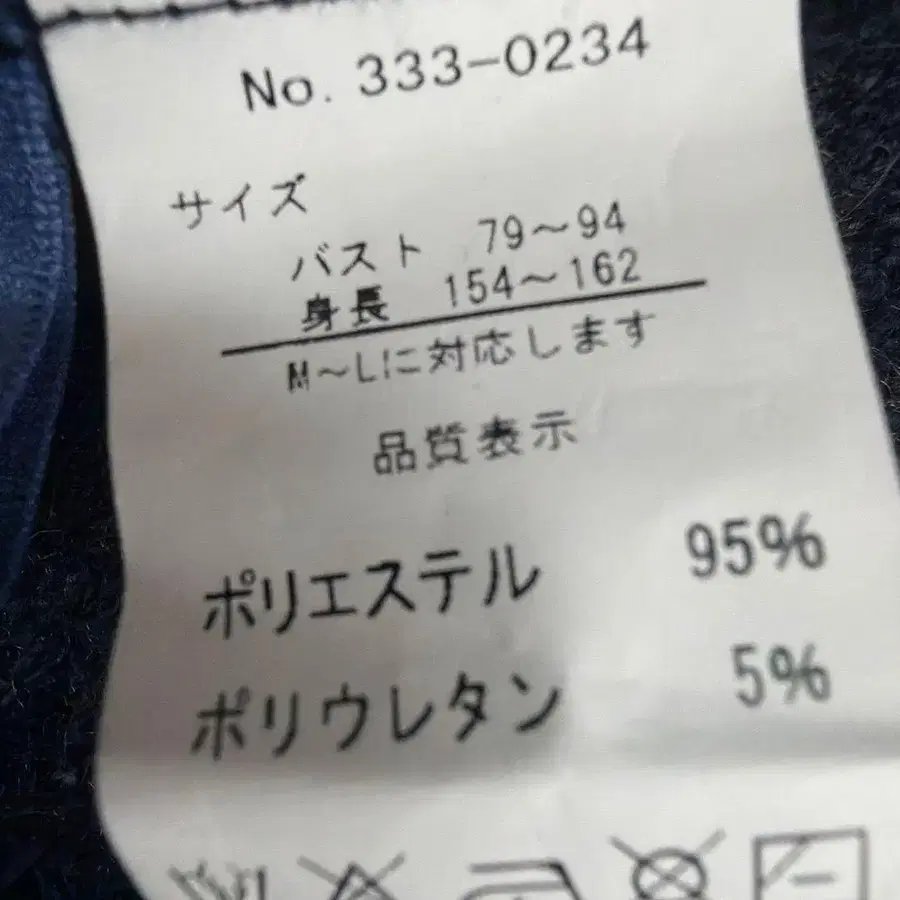 No. 333-0234
サイズ
バスト 79～94
身長 154～162
M～Lに対応します
品質表示
ポリエステル 95%
ポリウレタン 5%